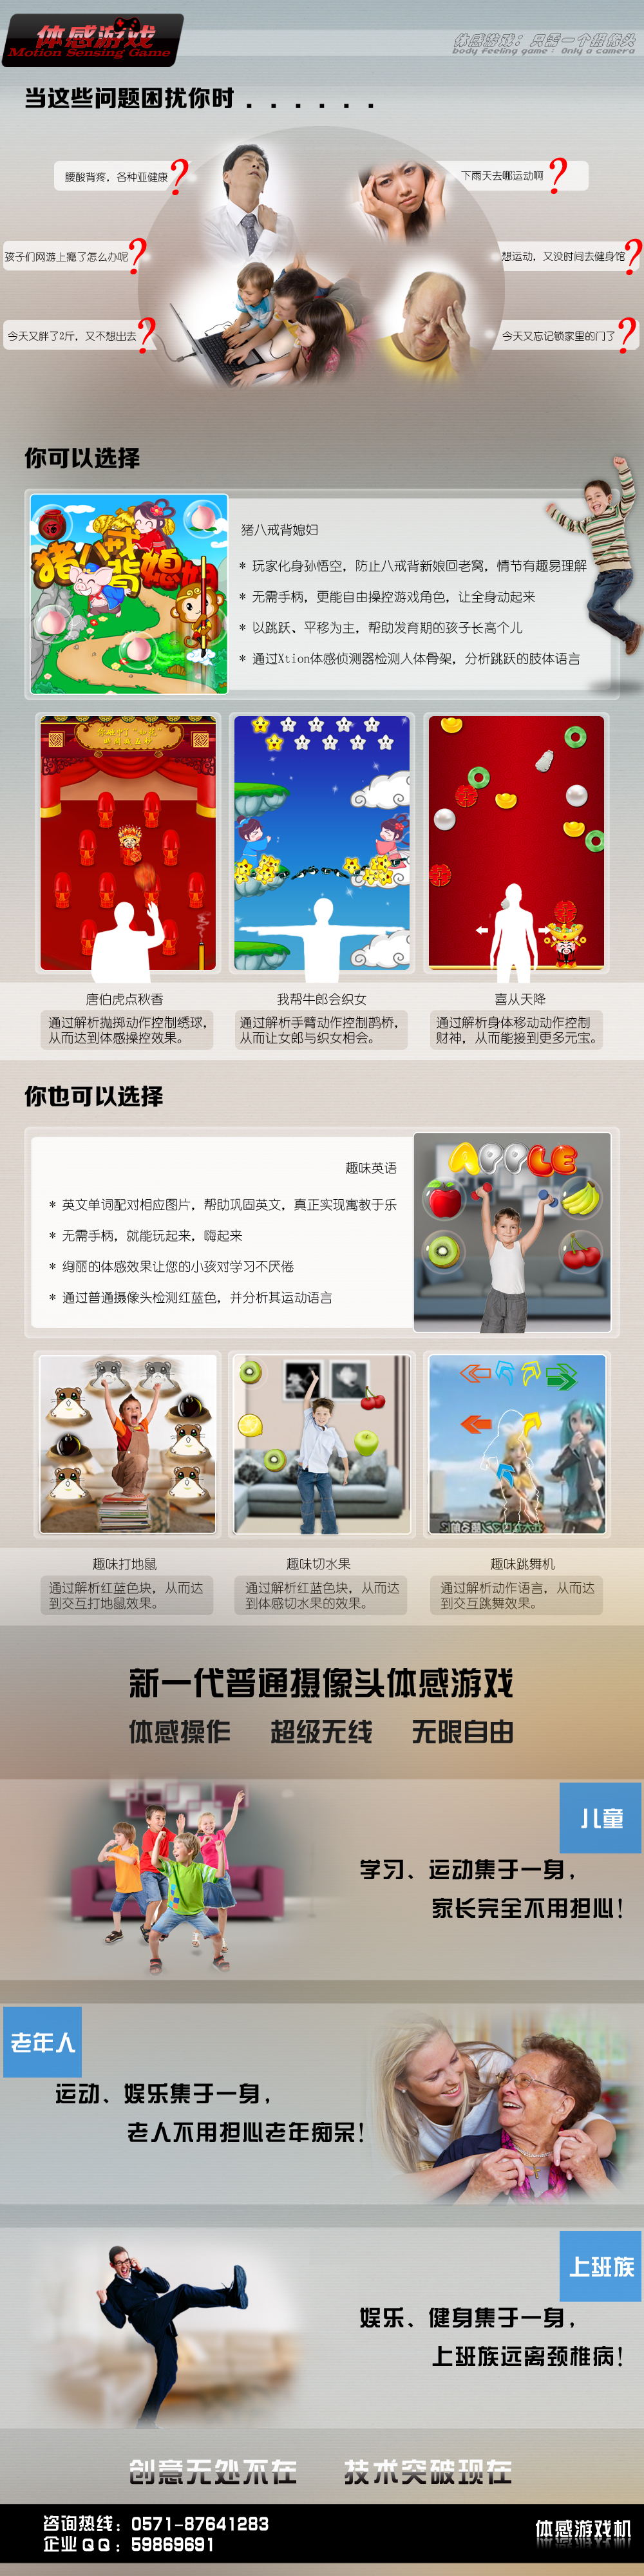 体感游戏
Motion Sensing Game
体感游戏：只需一个摄像头
body feeling game：Only a camera
当这些问题困扰你时 ......
腰酸背疼，各种亚健康？
下雨天去哪运动啊？
孩子们网游上瘾了怎么办呢？
想运动，又没时间去健身馆？
今天又胖了2斤，又不想出去？
今天又忘记锁家里的门了？
你可以选择
猪八戒背媳妇
猪八戒背媳妇
* 玩家化身孙悟空，防止八戒背新娘回老窝，情节有趣易理解
* 无需手柄，更能自由操控游戏角色，让全身动起来
* 以跳跃、平移为主，帮助发育期的孩子长高个儿
* 通过Xtion体感侦测器检测人体骨架，分析跳跃的肢体语言
唐伯虎点秋香
通过解析抛掷动作控制绣球，
从而达到体感操控效果。
我帮牛郎会织女
通过解析手臂动作控制鹊桥，
从而让女郎与织女相会。
喜从天降
通过解析身体移动动作控制
财神，从而能接到更多元宝。
你也可以选择
趣味英语
* 英文单词配对相应图片，帮助巩固英文，真正实现寓教于乐
* 无需手柄，就能玩起来，嗨起来
* 绚丽的体感效果让您的小孩对学习不厌倦
* 通过普通摄像头检测红蓝色，并分析其运动语言
APPLE
趣味打地鼠
通过解析红蓝色块，从而达
到交互打地鼠效果。
趣味切水果
通过解析红蓝色块，从而达
到体感切水果的效果。
趣味跳舞机
通过解析动作语言，从而达
到交互跳舞效果。
新一代普通摄像头体感游戏
体感操作 超级无线 无限自由
儿童
学习、运动集于一身，
家长完全不用担心！
老年人
运动、娱乐集于一身，
老人不用担心老年痴呆！
上班族
娱乐、健身集于一身，
上班族远离颈椎病！
创意无处不在 技术突破现在
咨询热线：0571-87641283
企业QQ：59869691
体感游戏机